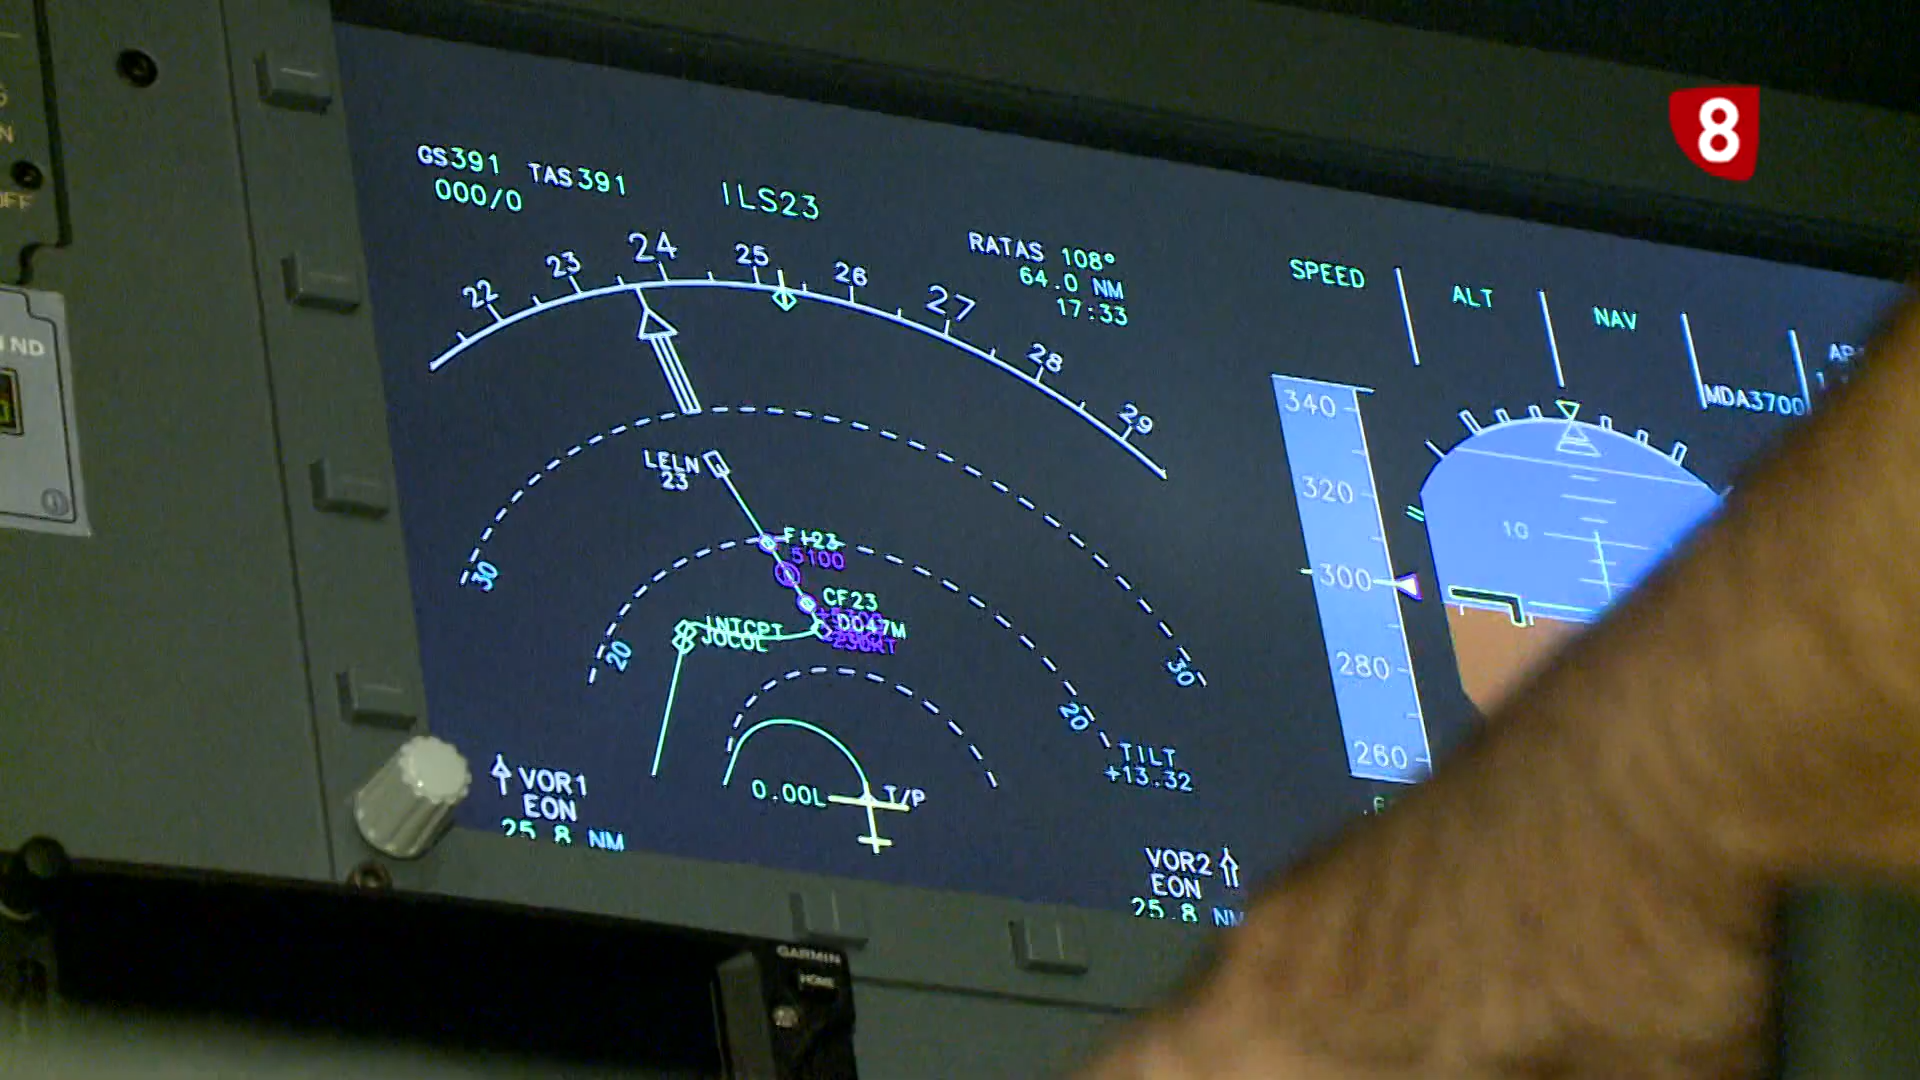 8
GS391 TAS391
000/0
ILS23
RATAS 108°
64.0 NM
17:33
22
23
24
25
26
27
28
29
30
20
30
20
LELN
23
FI23
5100
CF23
D047M
INTCPT
JOCOL
TILT
+13.32
0.00L
T/P
VOR1
EON
25.8 NM
VOR2
EON
25.8 NM
SPEED
ALT
NAV
AP
MDA3700
340
320
300
280
260
10
ND
GARMIN
HOME